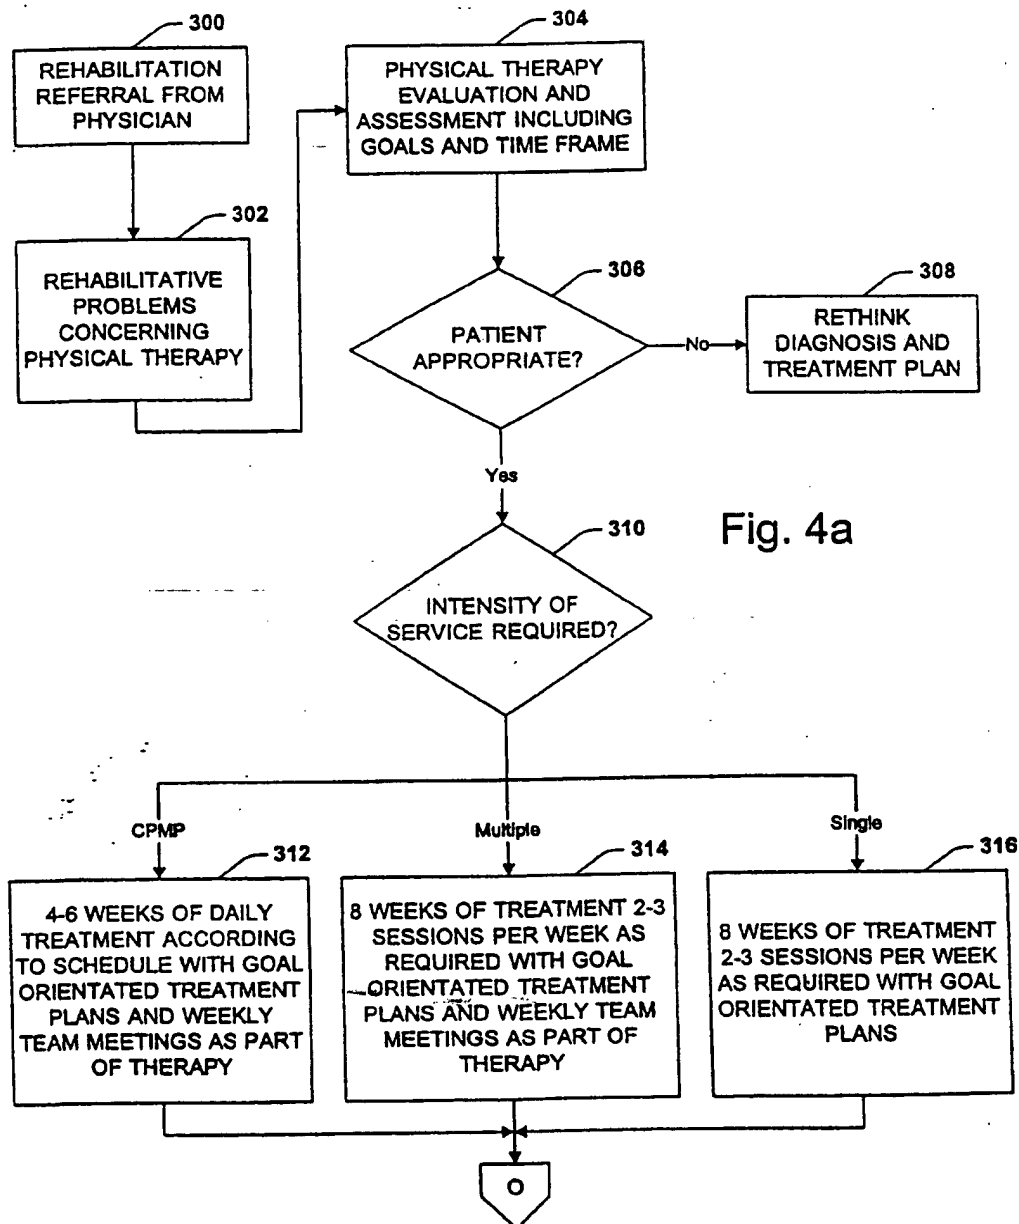 300
REHABILITATION
REFERRAL FROM
PHYSICIAN
302
REHABILITATIVE
PROBLEMS
CONCERNING
PHYSICAL THERAPY
304
PHYSICAL THERAPY
EVALUATION AND
ASSESSMENT INCLUDING
GOALS AND TIME FRAME
306
PATIENT
APPROPRIATE?
No
308
RETHINK
DIAGNOSIS AND
TREATMENT PLAN
Yes
Fig. 4a
310
INTENSITY OF
SERVICE REQUIRED?
CPMP
312
4-6 WEEKS OF DAILY
TREATMENT ACCORDING
TO SCHEDULE WITH GOAL
ORIENTATED TREATMENT
PLANS AND WEEKLY
TEAM MEETINGS AS PART
OF THERAPY
Multiple
314
8 WEEKS OF TREATMENT 2-3
SESSIONS PER WEEK AS
REQUIRED WITH GOAL
ORIENTATED TREATMENT
PLANS AND WEEKLY TEAM
MEETINGS AS PART OF
THERAPY
Single
316
8 WEEKS OF TREATMENT
2-3 SESSIONS PER WEEK
AS REQUIRED WITH GOAL
ORIENTATED TREATMENT
PLANS
O